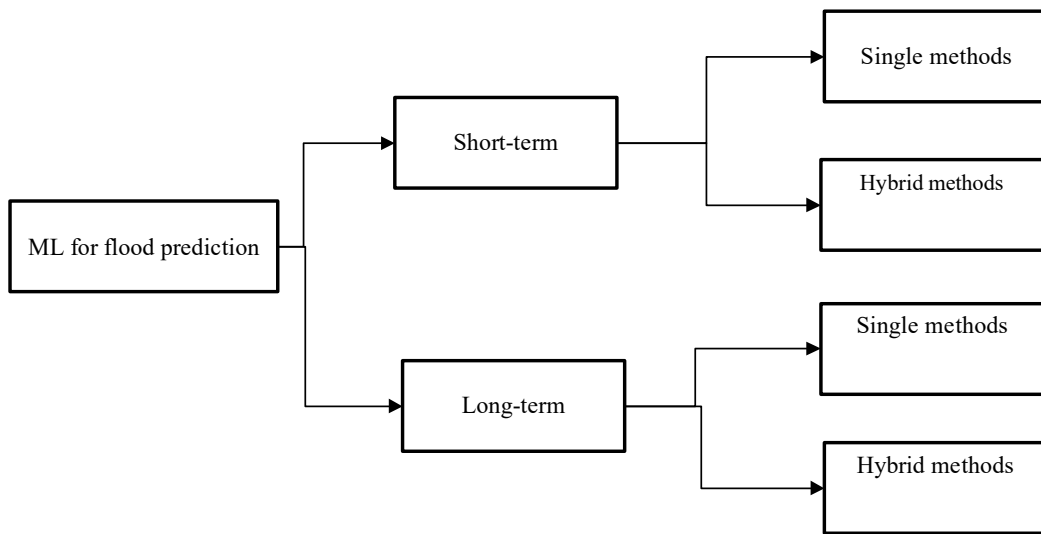 ML for flood prediction
Short-term
Single methods
Hybrid methods
Long-term
Single methods
Hybrid methods